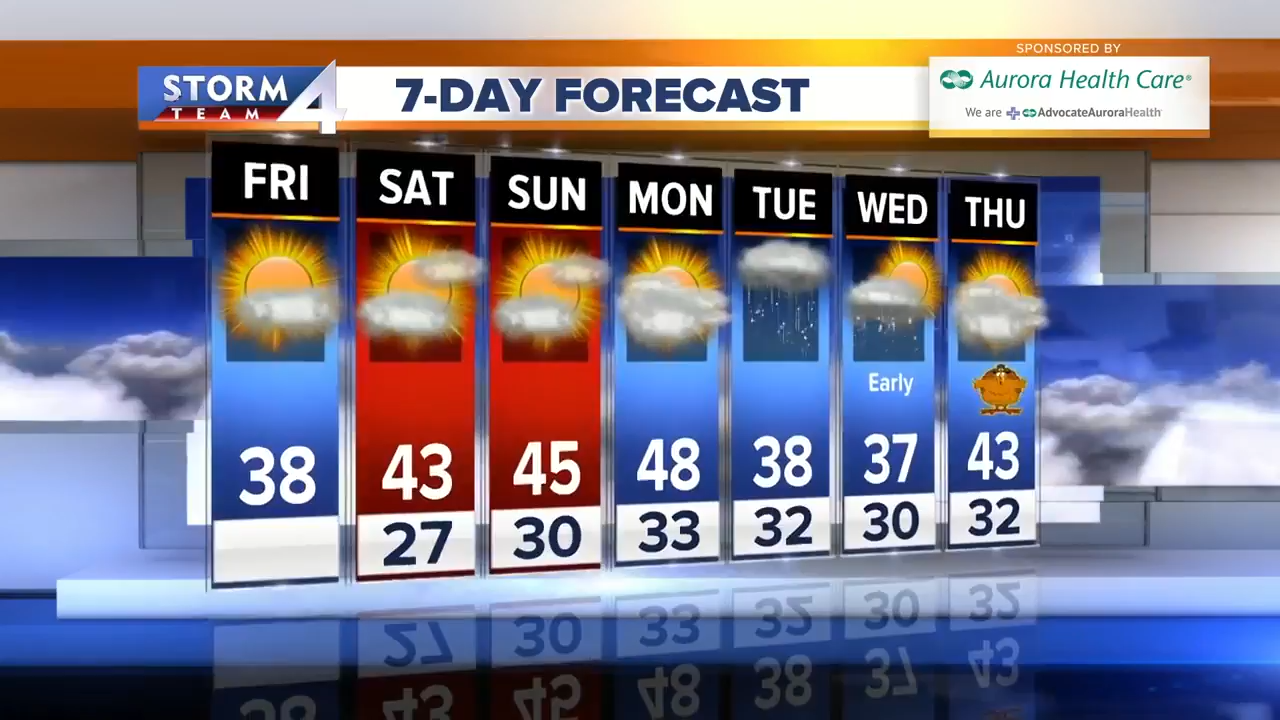 SPONSORED BY
STORM
TEAM 4
7-DAY FORECAST
Aurora Health Care®
We are AdvocateAuroraHealth
FRI SAT SUN MON TUE WED THU
Early
38 43 45 48 38 37 43
27 30 33 32 30 32